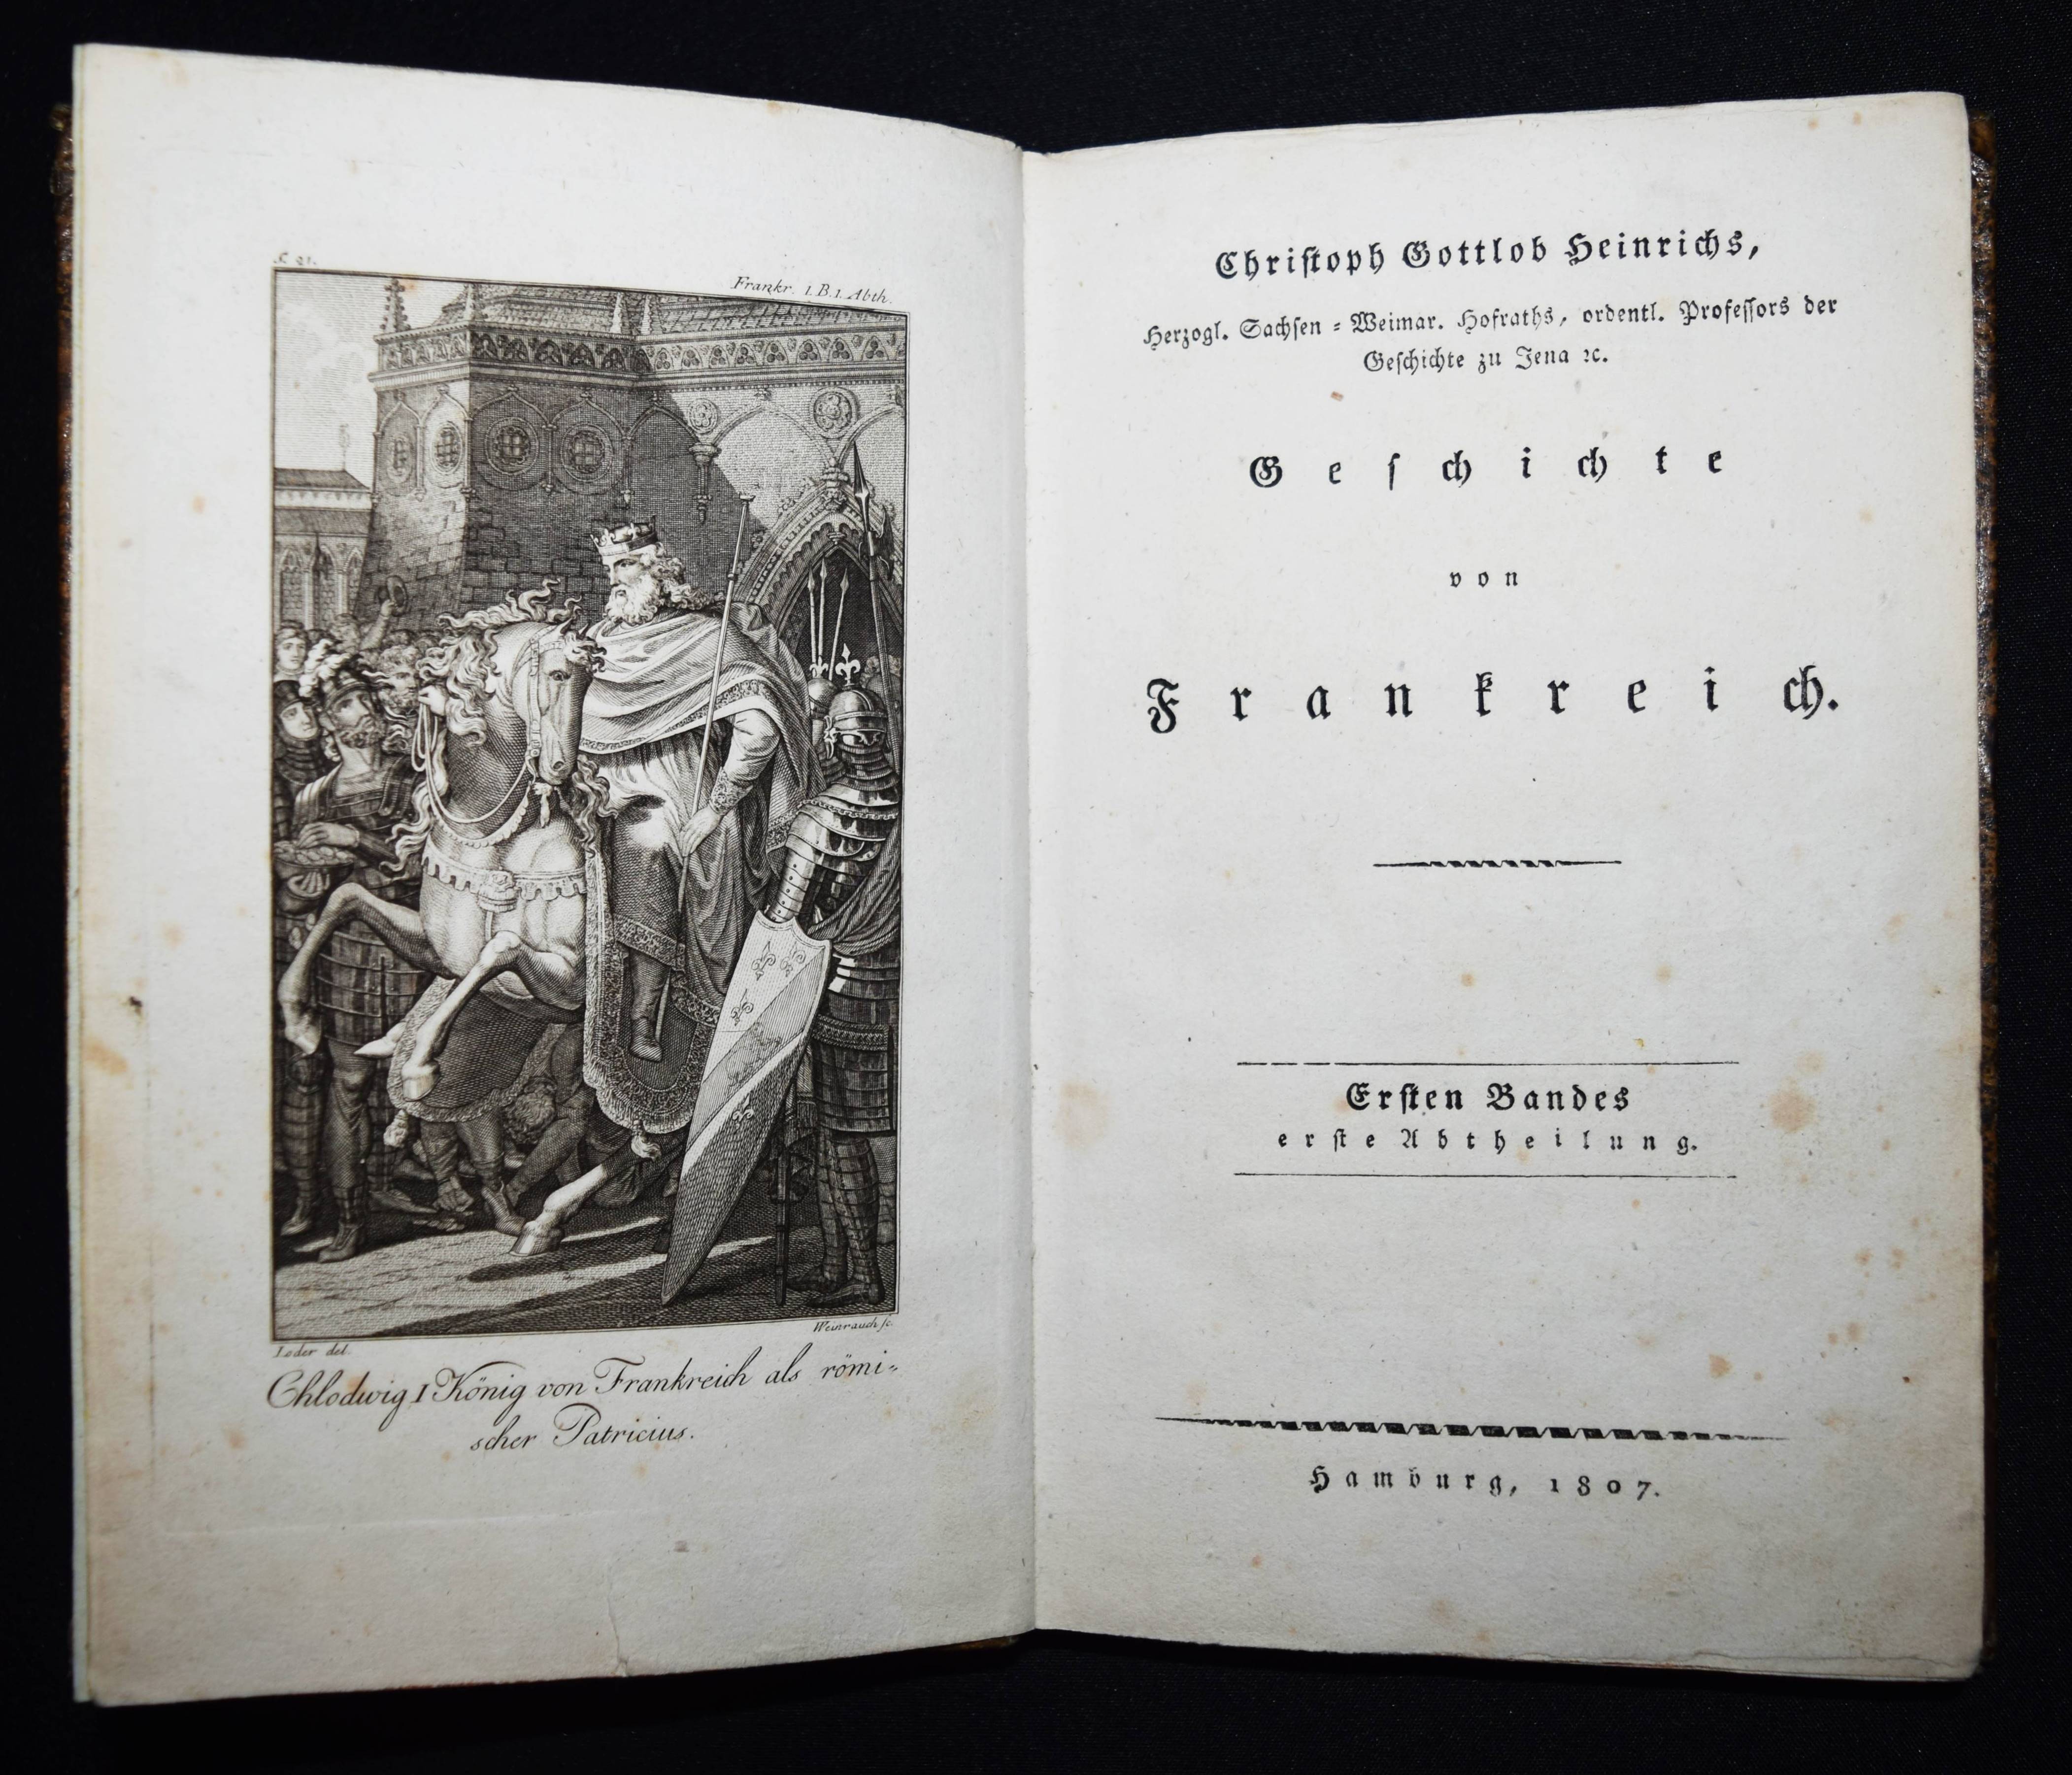 S. 21.
Frankr. 1. B. 1. Abth.
Loder del.
Weinrauch sc.
Chlodwig I König von Frankreich als römi-
scher Patricius.
Chriſtoph Gottlob Heinrichs,
Herzogl. Sachſen-Weimar. Hofraths, ordentl. Profeſſors der
Geſchichte zu Jena ꝛc.
Geſchichte
von
Frankreich.
Erſten Bandes
erſte Abtheilung.
Hamburg, 1807.